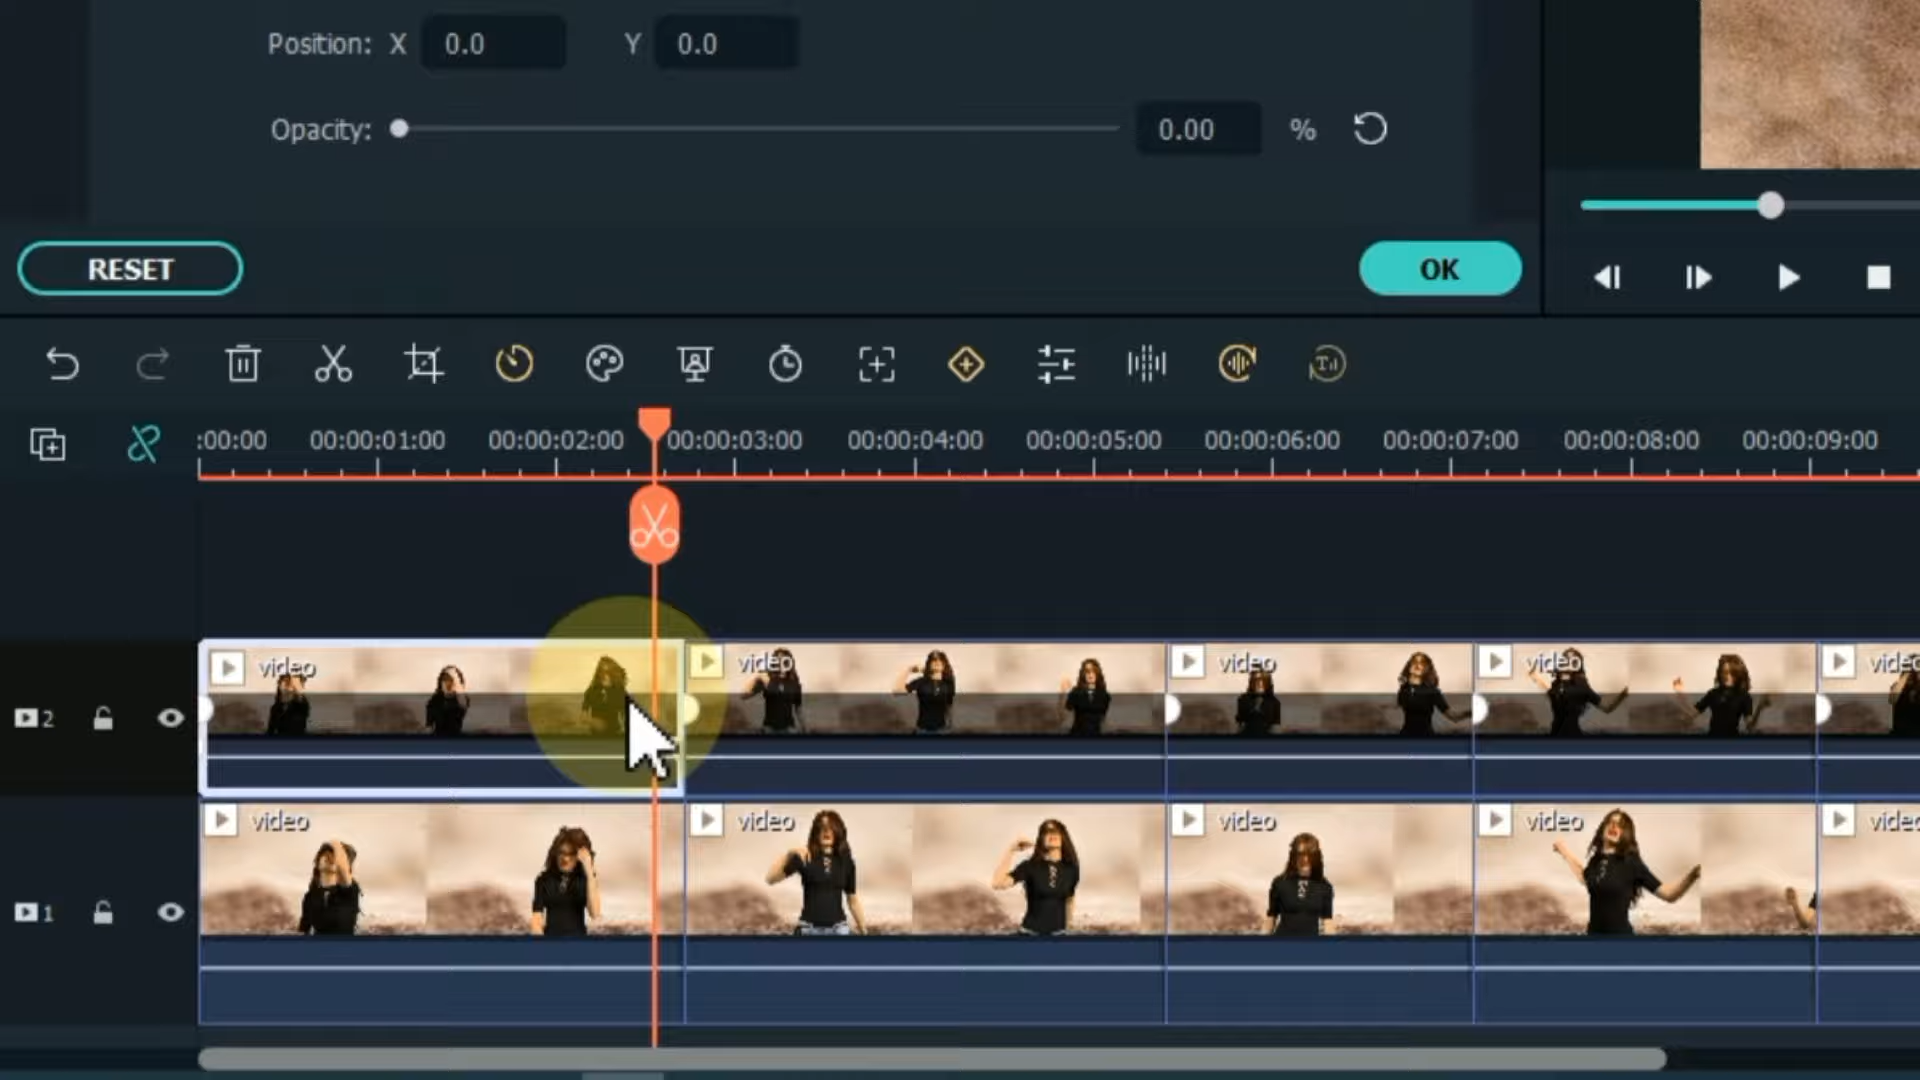 Position: X 0.0 Y 0.0
Opacity: 0.00 %
RESET OK
:00:00 00:00:01:00 00:00:02:00 00:00:03:00 00:00:04:00 00:00:05:00 00:00:06:00 00:00:07:00 00:00:08:00 00:00:09:00
video video video video video
2
video video video video video
1